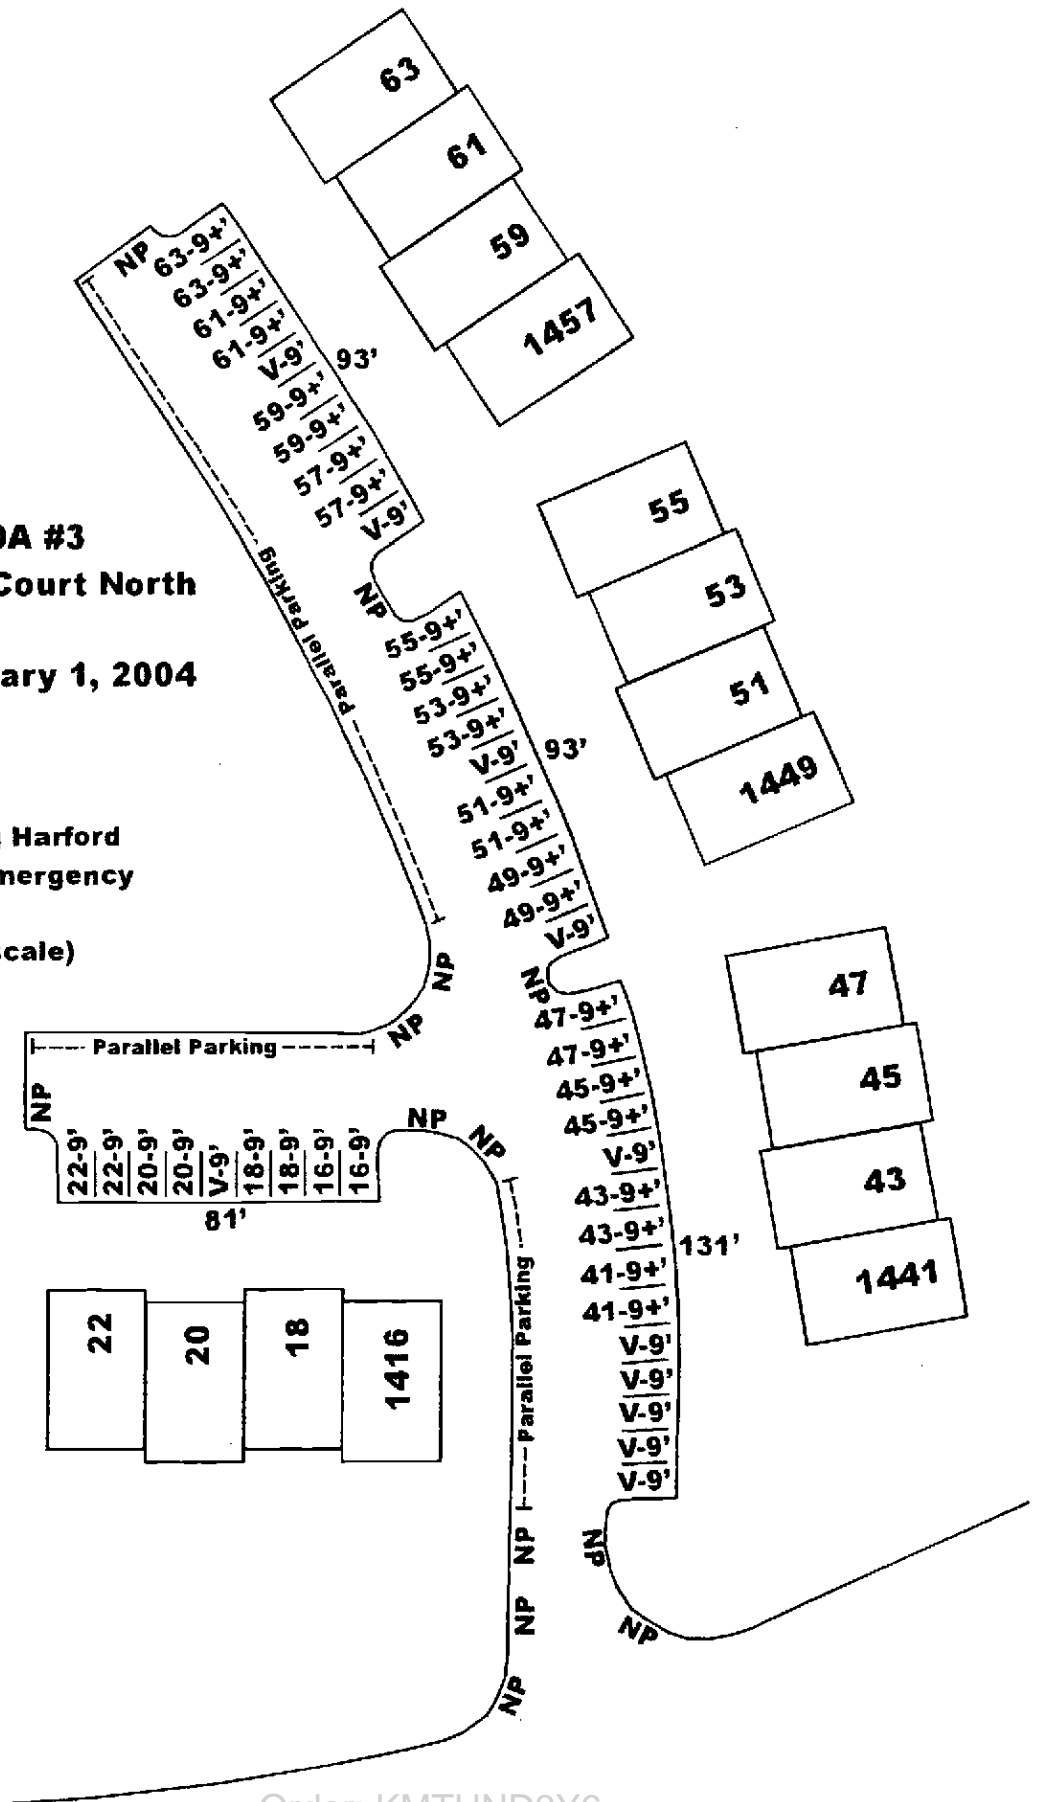 63
61
59
1457
NP
63-9+'
63-9+'
61-9+'
61-9+'
V-9'
59-9+'
59-9+'
57-9+'
57-9+'
V-9'
93'
Parallel Parking
Parallel Parking
#3
Court North
1, 2004
Harford
NP
55-9+'
55-9+'
53-9+'
53-9+'
V-9'
51-9+'
51-9+'
49-9+'
49-9+'
V-9'
93'
55
53
51
1449
NP
NP
NP
47-9+'
47-9+'
45-9+'
45-9+'
V-9'
43-9+'
43-9+'
41-9+'
41-9+'
V-9'
V-9'
V-9'
V-9'
V-9'
131'
47
45
43
1441
Parallel Parking
NP
22-9'
22-9'
20-9'
20-9'
V-9'
18-9'
18-9'
16-9'
16-9'
81'
NP
NP
Parallel Parking
22
20
18
1416
NP
NP
NP
NP
NP